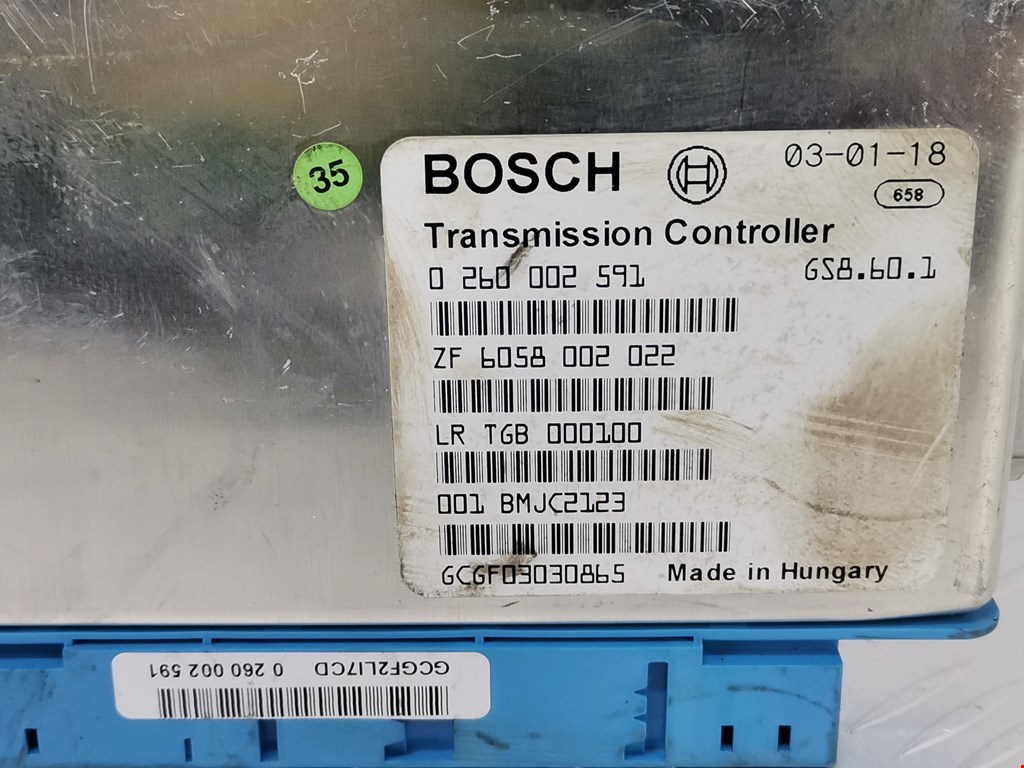 35
BOSCH
03-01-18
658
Transmission Controller
0 260 002 591
GS8.60.1
ZF 6058 002 022
LR TGB 000100
001 BMJC2123
GCGF03030865 Made in Hungary
GCGF2LI7CD 0 260 002 591